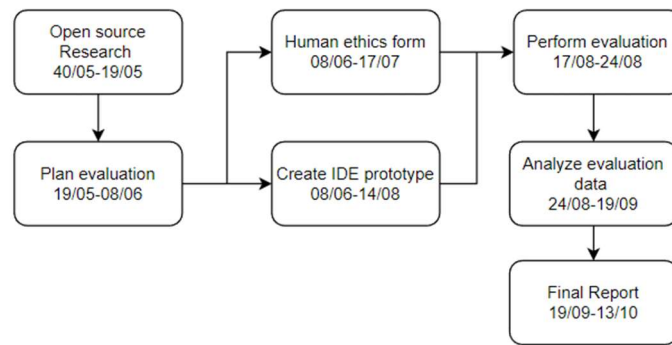 Open source
Research
40/05-19/05
Plan evaluation
19/05-08/06
Human ethics form
08/06-17/07
Create IDE prototype
08/06-14/08
Perform evaluation
17/08-24/08
Analyze evaluation
data
24/08-19/09
Final Report
19/09-13/10